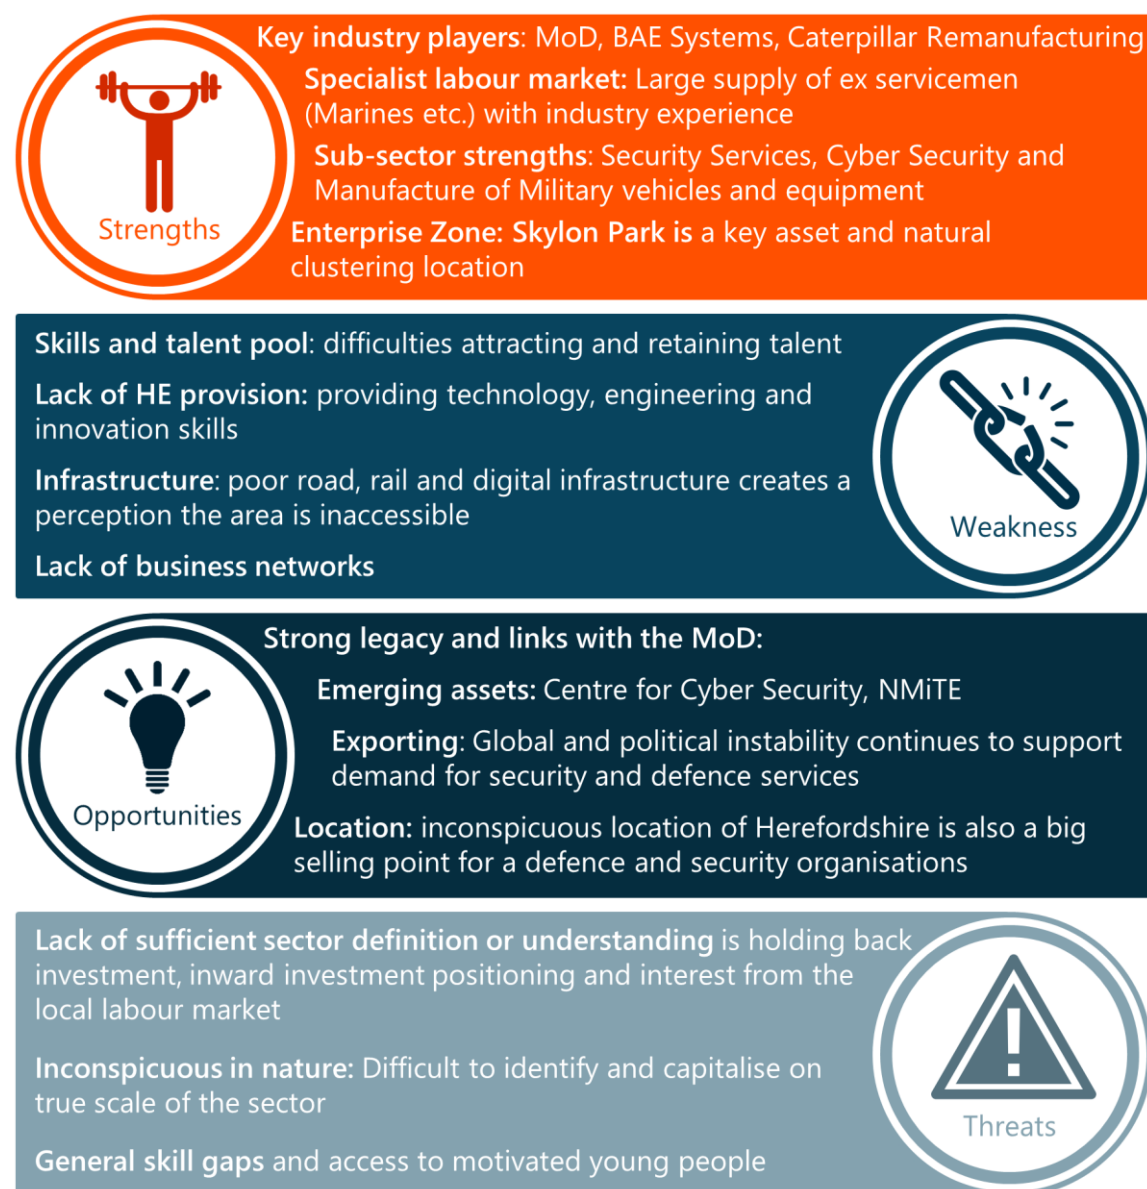 Key industry players: MoD, BAE Systems, Caterpillar Remanufacturing
Specialist labour market: Large supply of ex servicemen
(Marines etc.) with industry experience
Sub-sector strengths: Security Services, Cyber Security and
Manufacture of Military vehicles and equipment
Enterprise Zone: Skylon Park is a key asset and natural
clustering location
Strengths
Skills and talent pool: difficulties attracting and retaining talent
Lack of HE provision: providing technology, engineering and
innovation skills
Infrastructure: poor road, rail and digital infrastructure creates a
perception the area is inaccessible
Lack of business networks
Weakness
Strong legacy and links with the MoD:
Emerging assets: Centre for Cyber Security, NMiTE
Exporting: Global and political instability continues to support
demand for security and defence services
Location: inconspicuous location of Herefordshire is also a big
selling point for a defence and security organisations
Opportunities
Lack of sufficient sector definition or understanding is holding back
investment, inward investment positioning and interest from the
local labour market
Inconspicuous in nature: Difficult to identify and capitalise on
true scale of the sector
General skill gaps and access to motivated young people
Threats